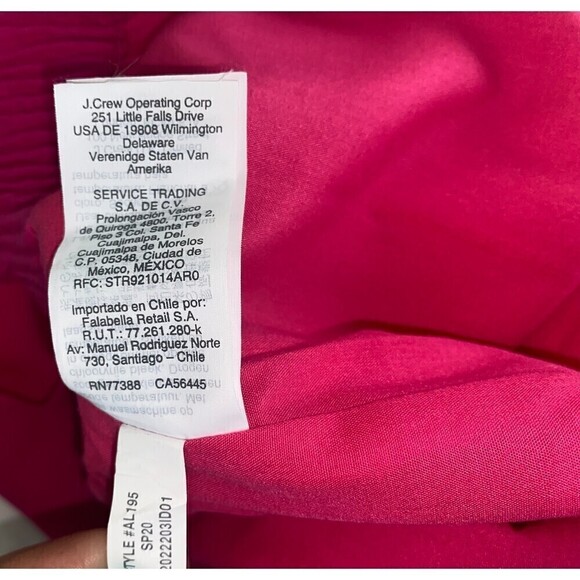 J.Crew Operating Corp
251 Little Falls Drive
USA DE 19808 Wilmington
Delaware
Verenidge Staten Van
Amerika
SERVICE TRADING
S.A. DE C.V.
Prolongación Vasco
de Quiroga 4800, Torre 2,
Piso 3 Col. Santa Fe
Cuajimalpa, Del.
Cuajimalpa de Morelos
C.P. 05348, Ciudad de
México, MÉXICO
RFC: STR921014AR0
Importado en Chile por:
Falabella Retail S.A.
R.U.T.: 77.261.280-k
Av: Manuel Rodriguez Norte
730, Santiago – Chile
RN77388 CA56445
TYLE #AL195
SP20
2022203ID01